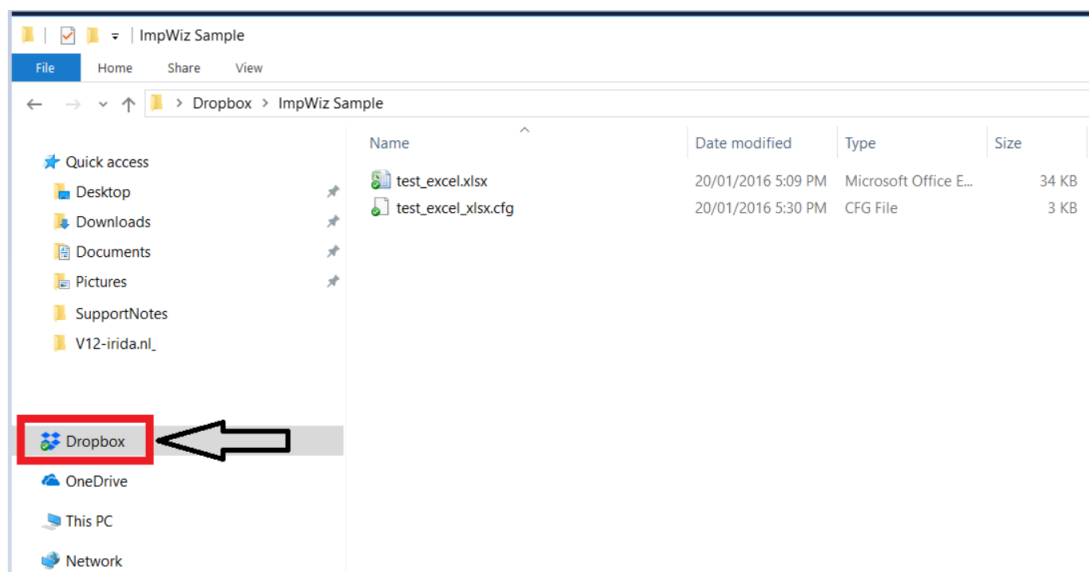 ImpWiz Sample
File Home Share View
Dropbox > ImpWiz Sample
Name Date modified Type Size
Quick access
test_excel.xlsx 20/01/2016 5:09 PM Microsoft Office E... 34 KB
Desktop
test_excel_xlsx.cfg 20/01/2016 5:30 PM CFG File 3 KB
Downloads
Documents
Pictures
SupportNotes
V12-irida.nl_
Dropbox
OneDrive
This PC
Network